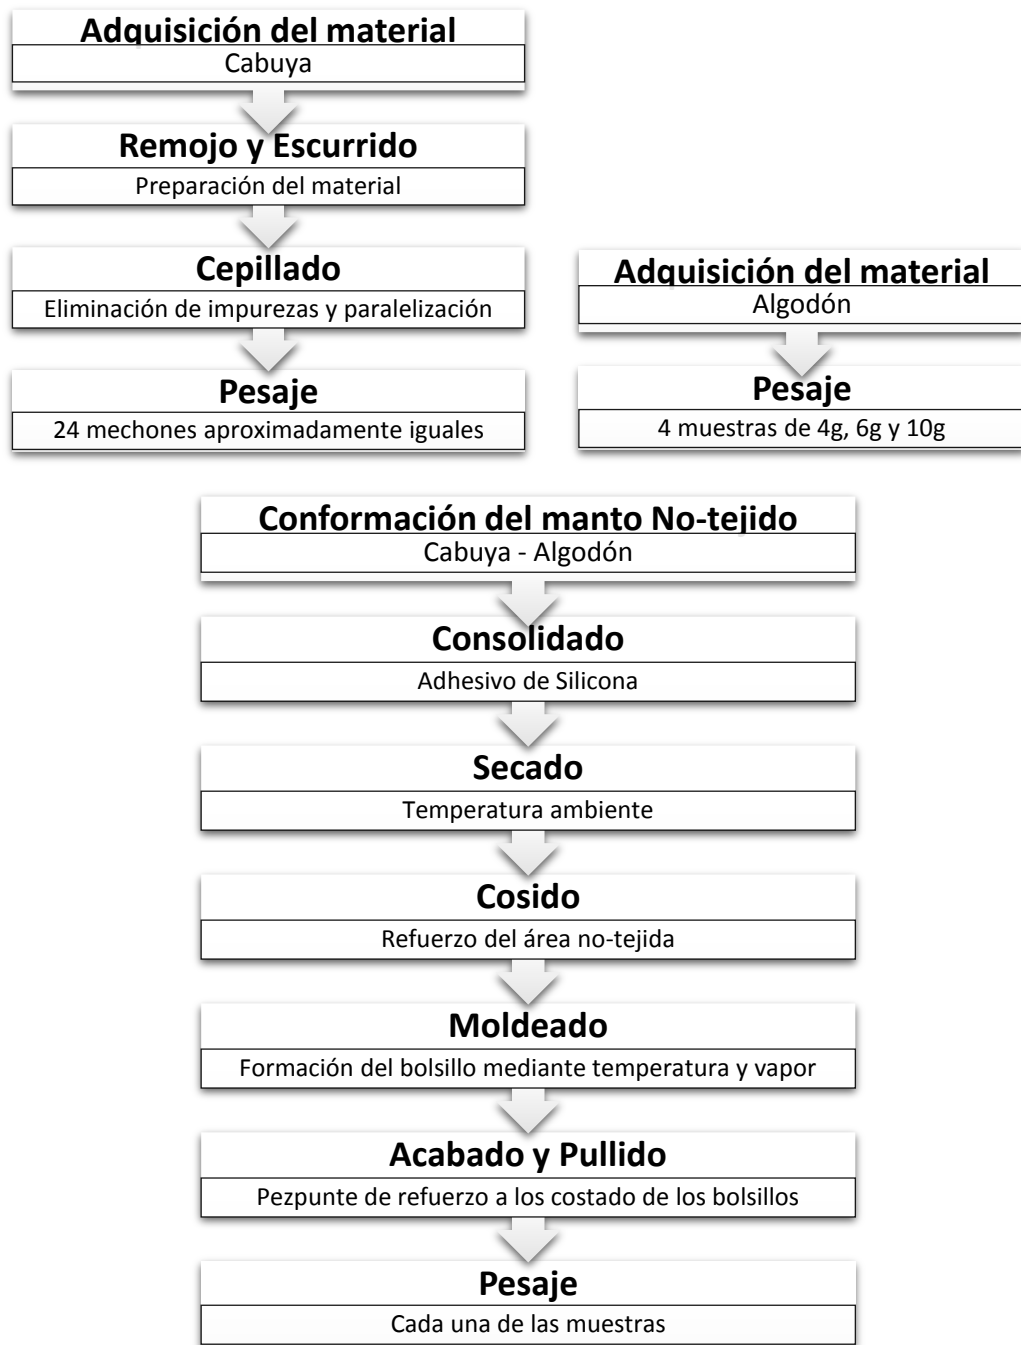 Adquisición del material
Cabuya
Remojo y Escurrido
Preparación del material
Cepillado
Eliminación de impurezas y paralelización
Pesaje
24 mechones aproximadamente iguales
Adquisición del material
Algodón
Pesaje
4 muestras de 4g, 6g y 10g
Conformación del manto No-tejido
Cabuya - Algodón
Consolidado
Adhesivo de Silicona
Secado
Temperatura ambiente
Cosido
Refuerzo del área no-tejida
Moldeado
Formación del bolsillo mediante temperatura y vapor
Acabado y Pullido
Pezpunte de refuerzo a los costado de los bolsillos
Pesaje
Cada una de las muestras